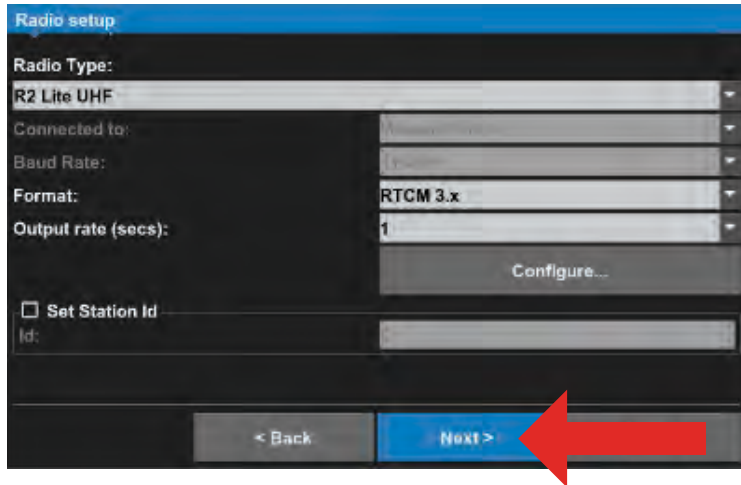 Radio setup
Radio Type:
R2 Lite UHF
Connected to:
Baud Rate:
Format: RTCM 3.x
Output rate (secs): 1
Configure...
Set Station Id
Id:
< Back Next >